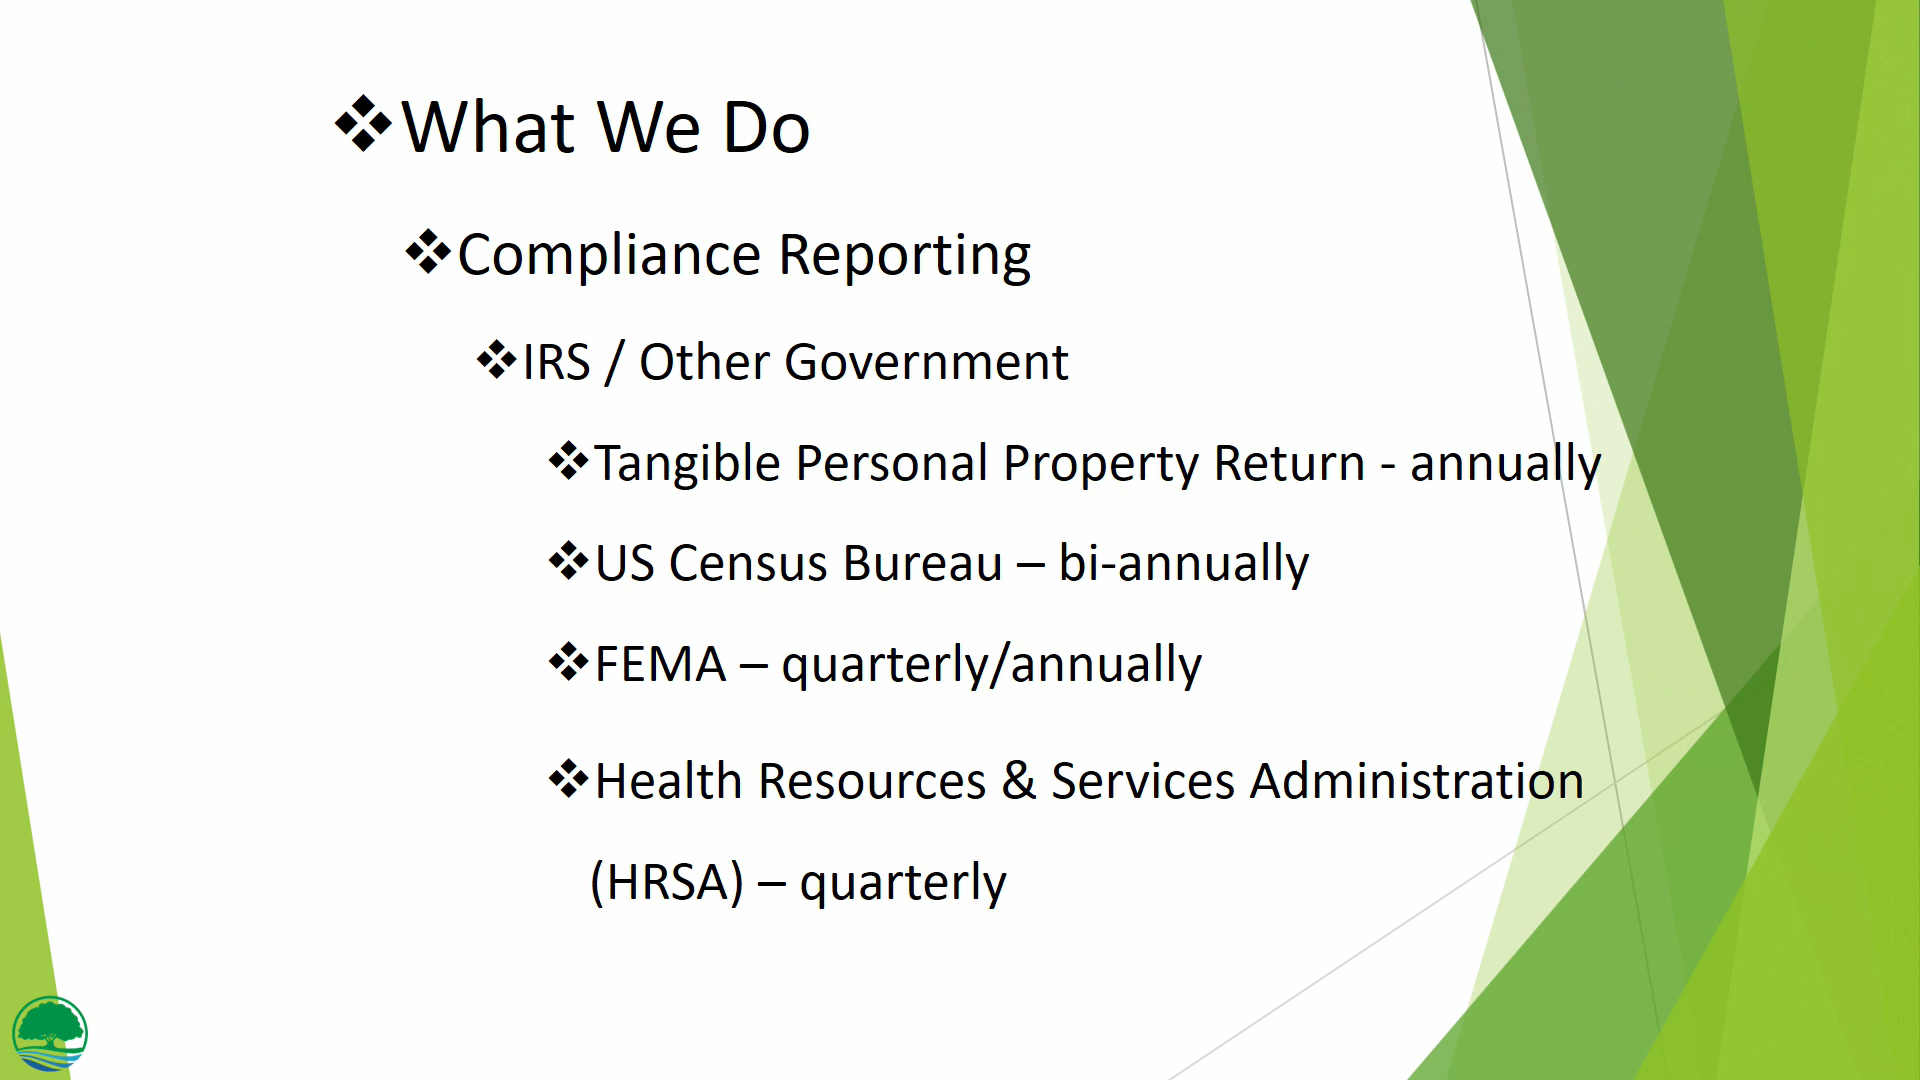 ❖What We Do
❖Compliance Reporting
❖IRS / Other Government
❖Tangible Personal Property Return - annually
❖US Census Bureau – bi-annually
❖FEMA – quarterly/annually
❖Health Resources & Services Administration
(HRSA) – quarterly